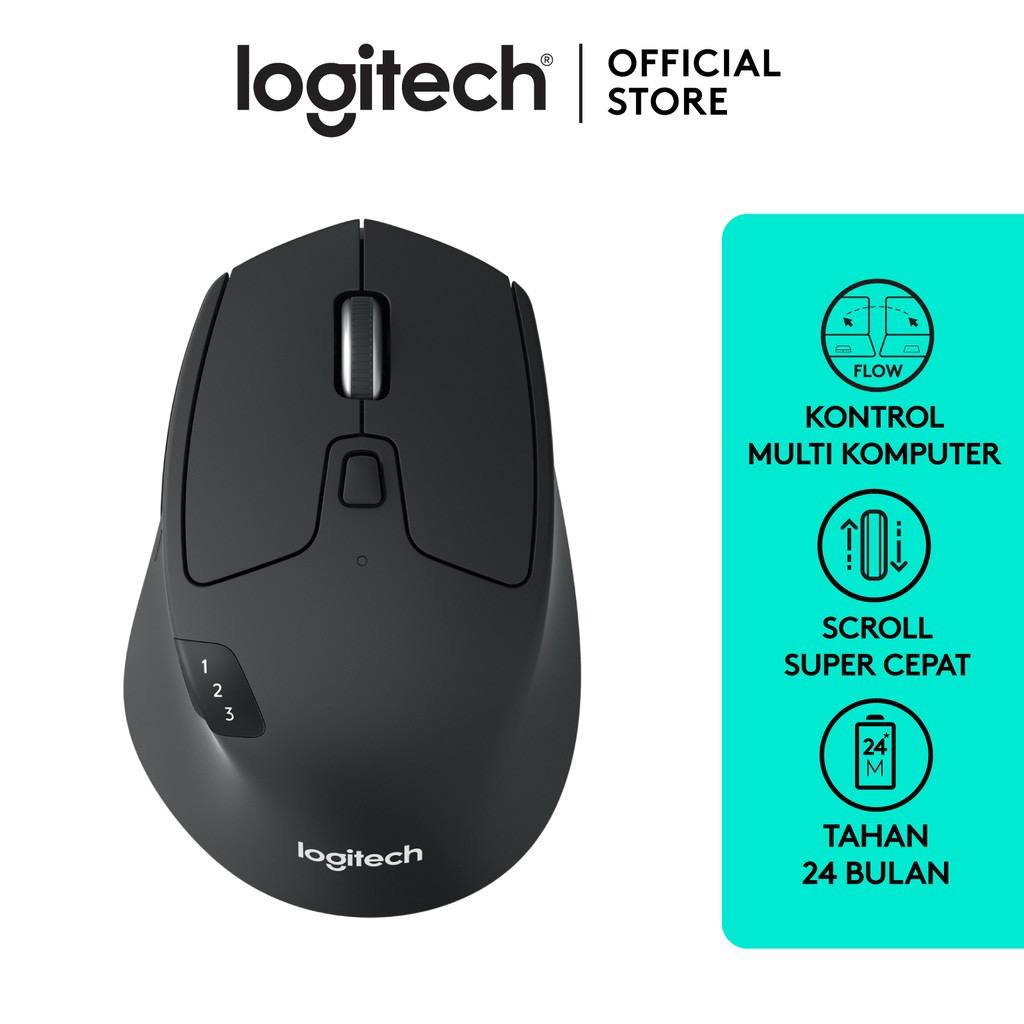 logitech®
OFFICIAL
STORE
FLOW
KONTROL
MULTI KOMPUTER
SCROLL
SUPER CEPAT
24*
M
TAHAN
24 BULAN
1
2
3
logitech